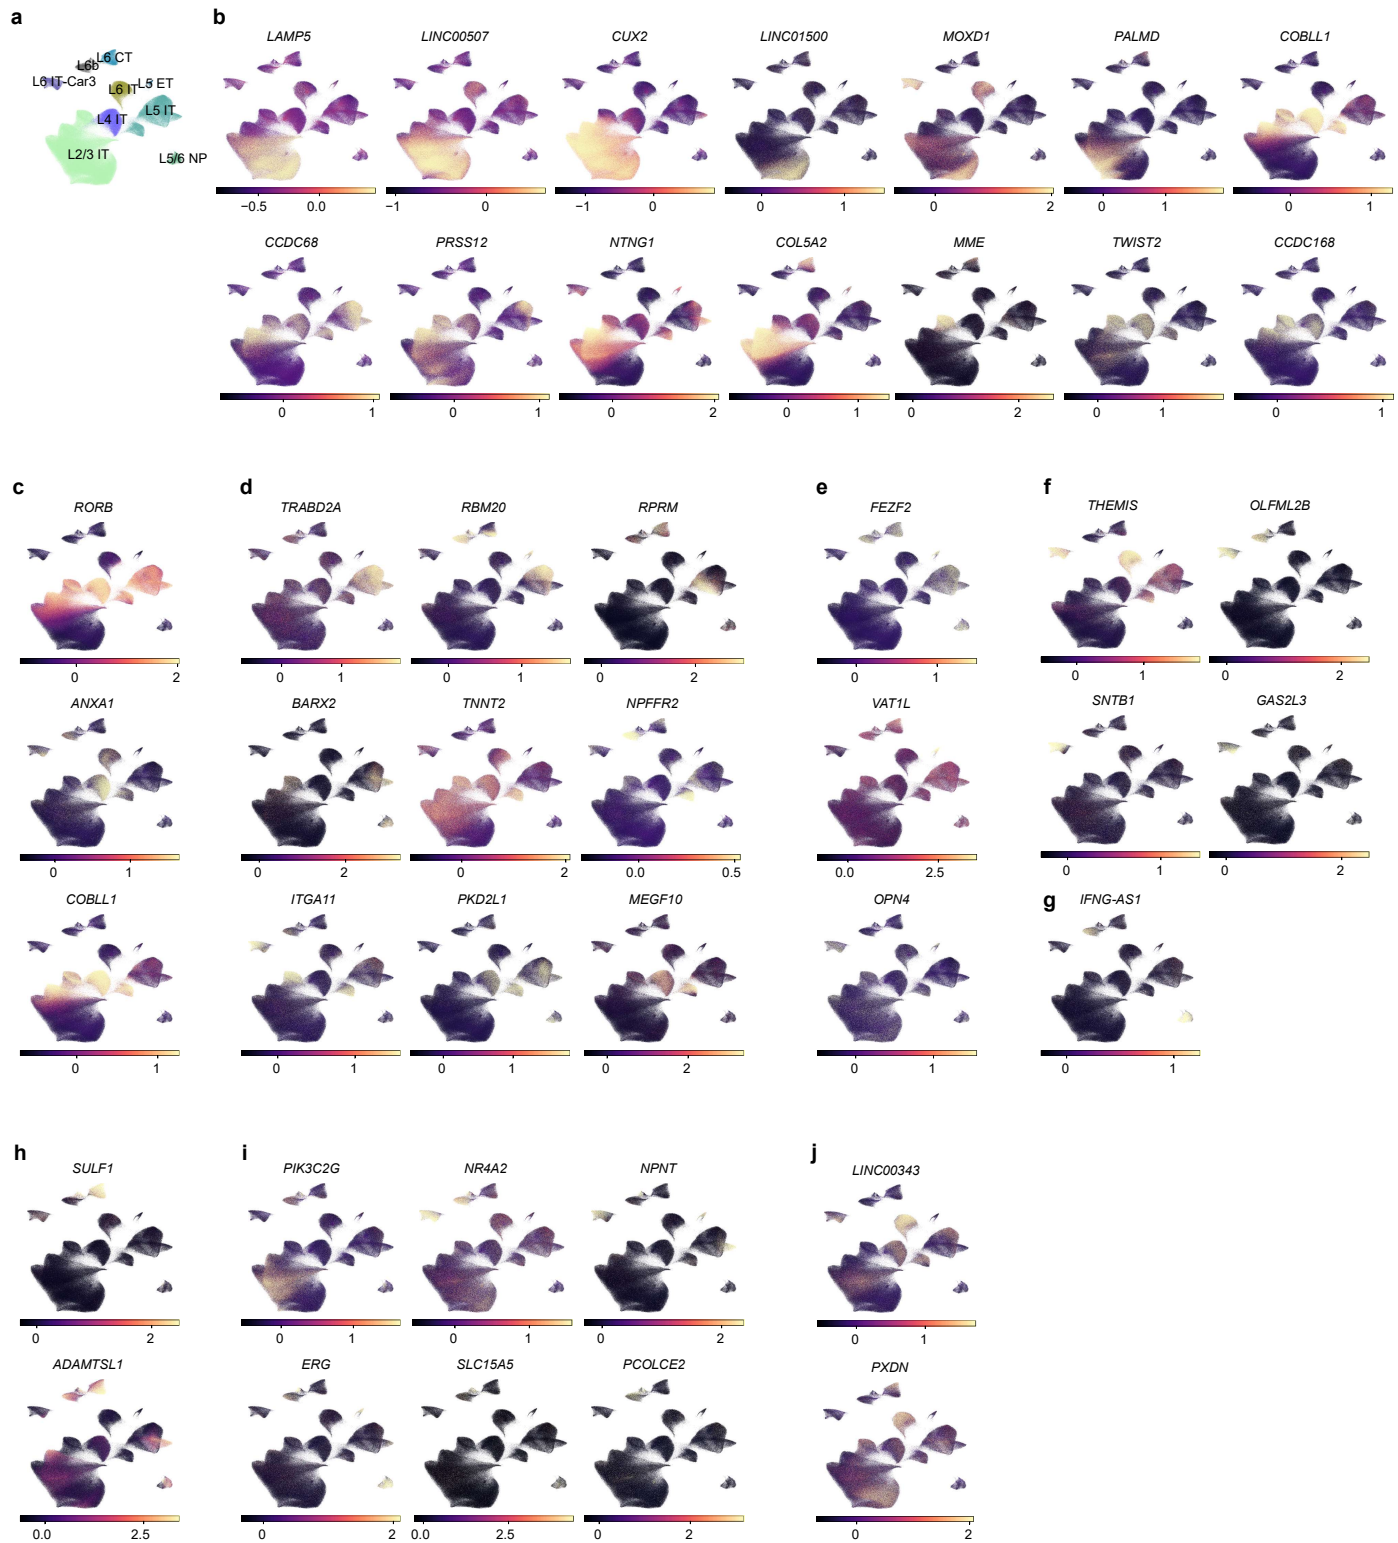 a
L6 CT
L6b
L6 IT-Car3
L6 IT
L5 ET
L5 IT
L4 IT
L2/3 IT
L5/6 NP
b
LAMP5 LINC00507 CUX2 LINC01500 MOXD1 PALMD COBLL1
−0.5 0.0 −1 0 −1 0 0 1 0 2 0 1 0 1
CCDC68 PRSS12 NTNG1 COL5A2 MME TWIST2 CCDC168
0 1 0 1 0 2 0 1 0 2 0 1 0 1
c d e f
RORB TRABD2A RBM20 RPRM FEZF2 THEMIS OLFML2B
0 2 0 1 0 1 0 2 0 1 0 1 0 2
ANXA1 BARX2 TNNT2 NPFFR2 VAT1L SNTB1 GAS2L3
0 1 0 2 0 2 0.0 0.5 0.0 2.5 0 1 0 2
g
COBLL1 ITGA11 PKD2L1 MEGF10 OPN4 IFNG-AS1
0 1 0 1 0 1 0 2 0 1 0 1
h i j
SULF1 PIK3C2G NR4A2 NPNT LINC00343
0 2 0 1 0 1 0 2 0 1
ADAMTSL1 ERG SLC15A5 PCOLCE2 PXDN
0.0 2.5 0 2 0.0 2.5 0 2 0 2